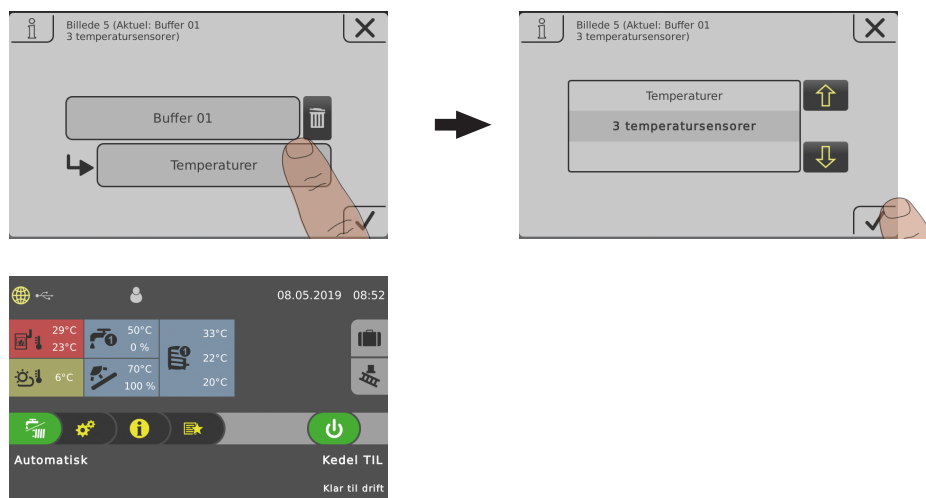 Billede 5 (Aktuel: Buffer 01
3 temperatursensorer)
Buffer 01
Temperaturer
Billede 5 (Aktuel: Buffer 01
3 temperatursensorer)
Temperaturer
3 temperatursensorer
08.05.2019 08:52
29°C
23°C
1
50°C
0 %
1
33°C
22°C
20°C
6°C
70°C
100 %
Automatisk
Kedel TIL
Klar til drift